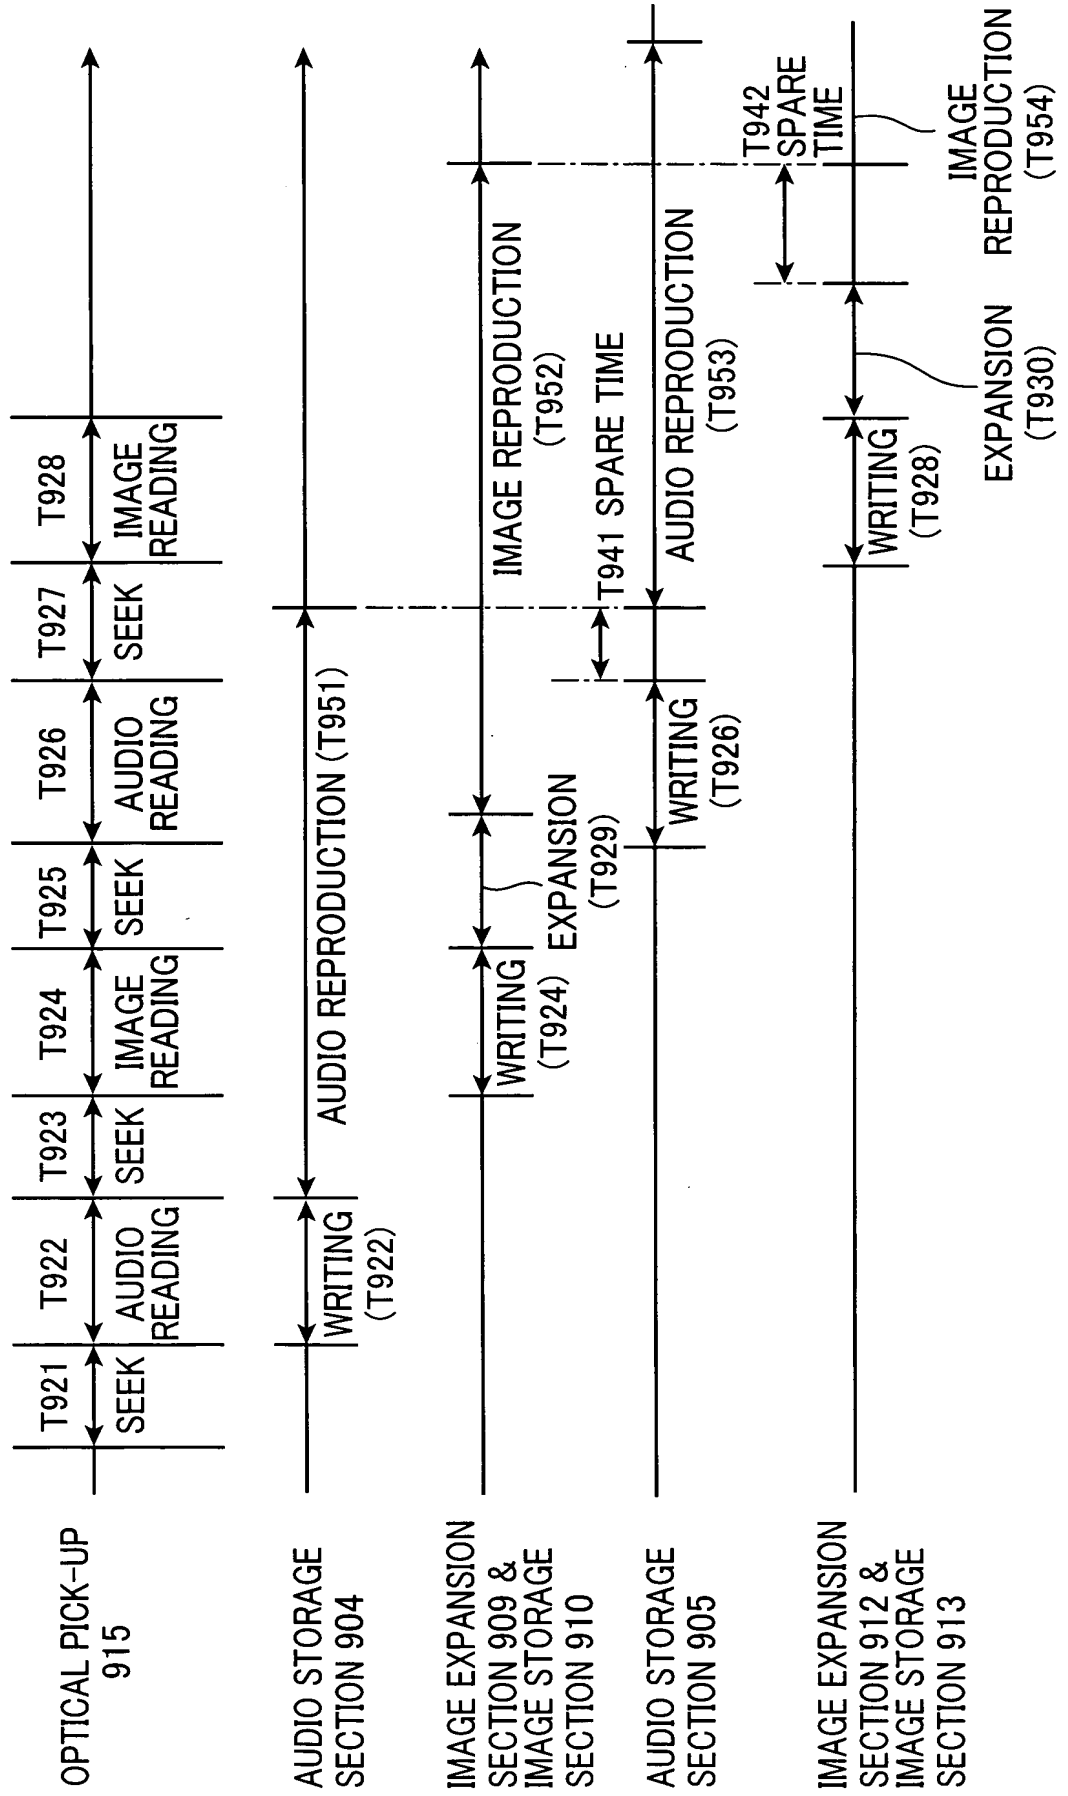 OPTICAL PICK-UP
915
T921
SEEK
T922
AUDIO
READING
T923
SEEK
T924
IMAGE
READING
T925
SEEK
T926
AUDIO
READING
T927
SEEK
T928
IMAGE
READING
AUDIO STORAGE
SECTION 904
WRITING
(T922)
AUDIO REPRODUCTION (T951)
IMAGE EXPANSION
SECTION 909 &
IMAGE STORAGE
SECTION 910
WRITING
(T924)
EXPANSION
(T929)
IMAGE REPRODUCTION
(T952)
T941 SPARE TIME
AUDIO STORAGE
SECTION 905
WRITING
(T926)
AUDIO REPRODUCTION
(T953)
T942
SPARE
TIME
IMAGE EXPANSION
SECTION 912 &
IMAGE STORAGE
SECTION 913
WRITING
(T928)
EXPANSION
(T930)
IMAGE
REPRODUCTION
(T954)